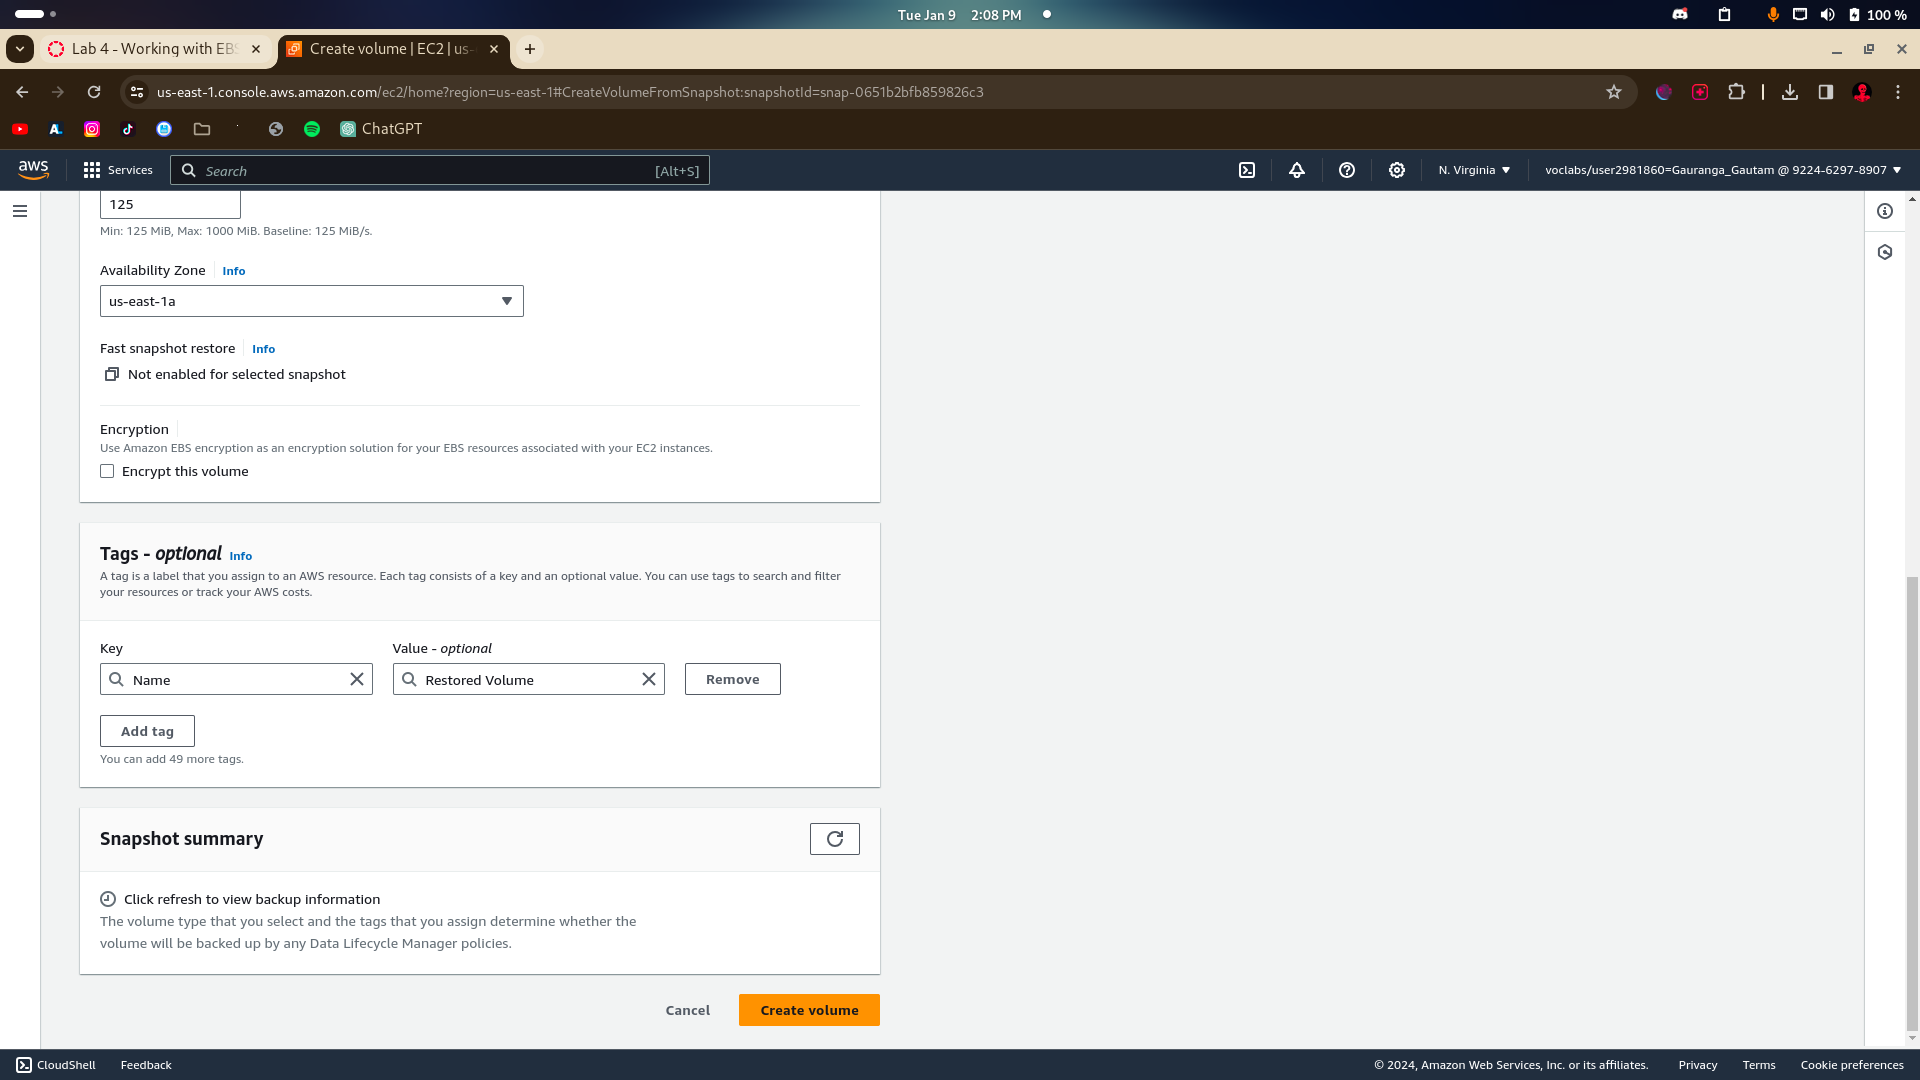 Tue Jan 9 2:08 PM
100 %
Lab 4 - Working with EBS
Create volume | EC2 | us-
us-east-1.console.aws.amazon.com/ec2/home?region=us-east-1#CreateVolumeFromSnapshot:snapshotId=snap-0651b2bfb859826c3
ChatGPT
aws
Services
Search
[Alt+S]
N. Virginia
voclabs/user2981860=Gauranga_Gautam @ 9224-6297-8907
125
Min: 125 MiB, Max: 1000 MiB. Baseline: 125 MiB/s.
Availability Zone Info
us-east-1a
Fast snapshot restore Info
Not enabled for selected snapshot
Encryption
Use Amazon EBS encryption as an encryption solution for your EBS resources associated with your EC2 instances.
Encrypt this volume
Tags - optional Info
A tag is a label that you assign to an AWS resource. Each tag consists of a key and an optional value. You can use tags to search and filter
your resources or track your AWS costs.
Key
Value - optional
Name
Restored Volume
Remove
Add tag
You can add 49 more tags.
Snapshot summary
Click refresh to view backup information
The volume type that you select and the tags that you assign determine whether the
volume will be backed up by any Data Lifecycle Manager policies.
Cancel
Create volume
CloudShell
Feedback
© 2024, Amazon Web Services, Inc. or its affiliates.
Privacy
Terms
Cookie preferences